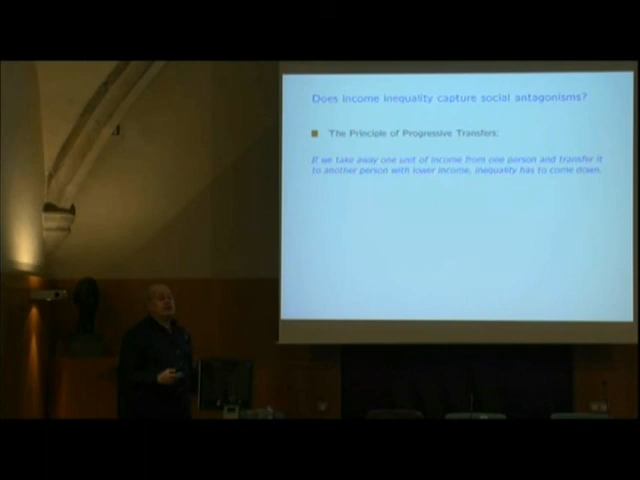 Does income inequality capture social antagonisms?
The Principle of Progressive Transfers:
If we take away one unit of income from one person and transfer it
to another person with lower income, inequality has to come down.